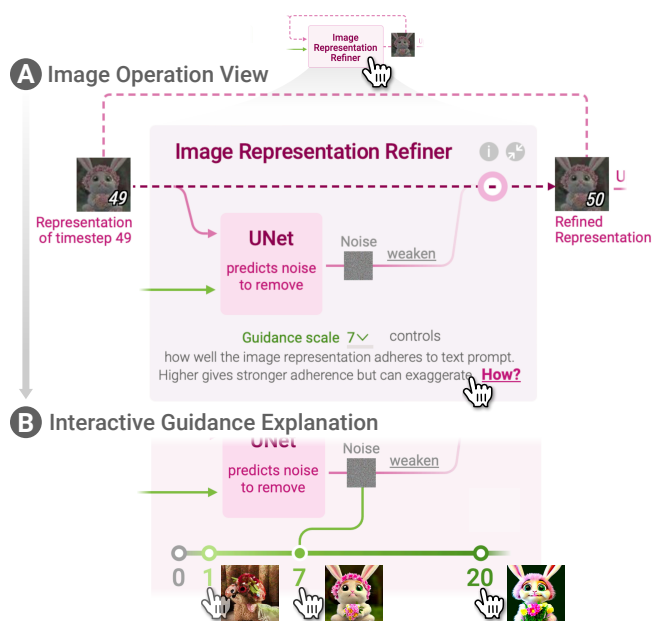 Image
Representation
Refiner
U
A Image Operation View
Image Representation Refiner
i
49
50
U
Representation
of timestep 49
Refined
Representation
UNet
predicts noise
to remove
Noise
weaken
Guidance scale 7 controls
how well the image representation adheres to text prompt.
Higher gives stronger adherence but can exaggerate. How?
B Interactive Guidance Explanation
UNet
predicts noise
to remove
Noise
weaken
0 1 7 20